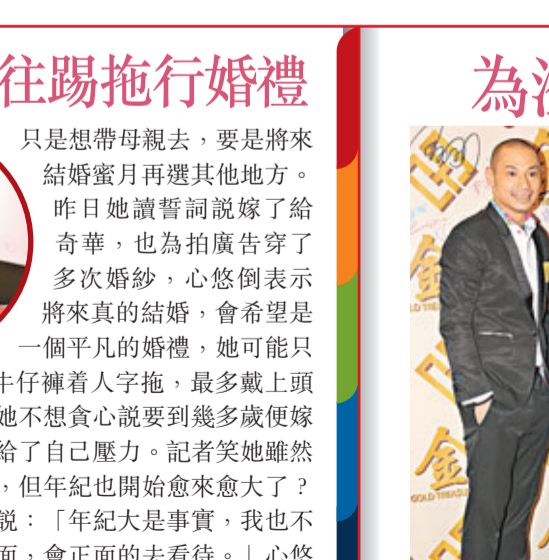 往踢拖行婚禮
只是想帶母親去，要是將來
結婚蜜月再選其他地方。
昨日她讀誓詞說嫁了給
奇華，也為拍廣告穿了
多次婚紗，心悠倒表示
將來真的結婚，會希望是
一個平凡的婚禮，她可能只
牛仔褲着人字拖，最多戴上頭
她不想貪心說要到幾多歲便嫁
給了自己壓力。記者笑她雖然
，但年紀也開始愈來愈大了？
說：「年紀大是事實，我也不
面，會正面的去看待。」心悠
為
金
金
GOLD TREASU